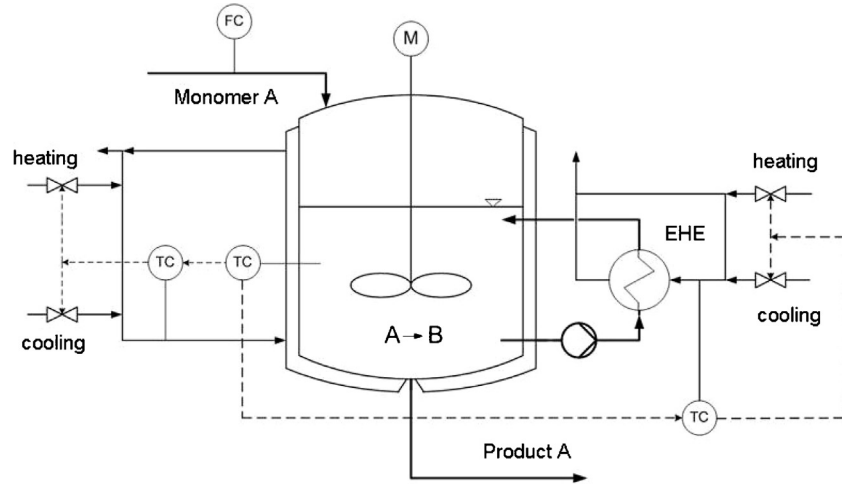 FC
M
Monomer A
heating
heating
EHE
TC
TC
cooling
cooling
A → B
TC
Product A